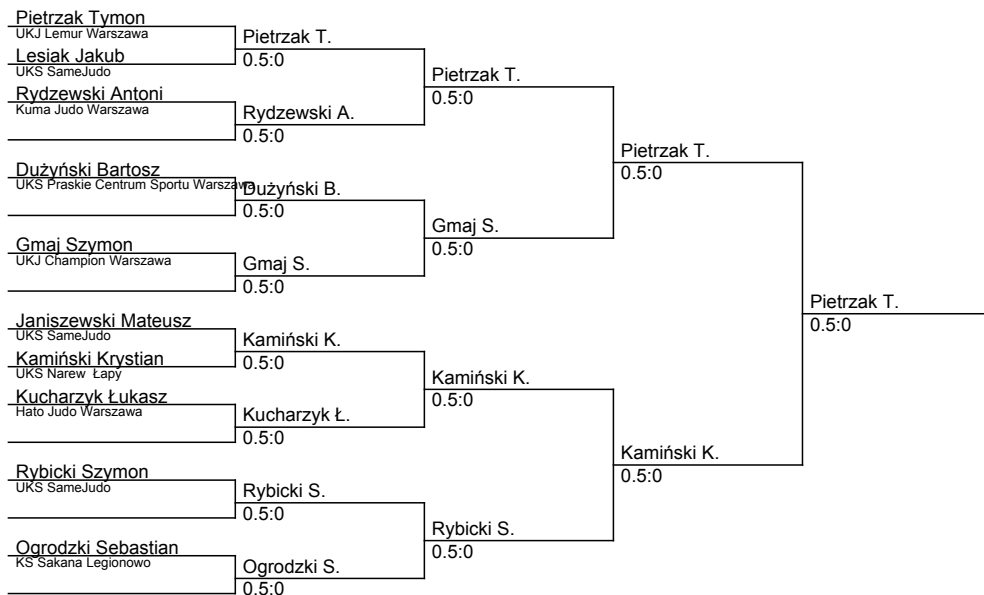 Pietrzak Tymon
UKJ Lemur Warszawa
Lesiak Jakub
UKS SameJudo
Rydzewski Antoni
Kuma Judo Warszawa
Dużyński Bartosz
UKS Praskie Centrum Sportu Warszawa
Gmaj Szymon
UKJ Champion Warszawa
Janiszewski Mateusz
UKS SameJudo
Kamiński Krystian
UKS Narew Łapy
Kucharzyk Łukasz
Hato Judo Warszawa
Rybicki Szymon
UKS SameJudo
Ogrodzki Sebastian
KS Sakana Legionowo
Pietrzak T.
0.5:0
Rydzewski A.
0.5:0
Dużyński B.
0.5:0
Gmaj S.
0.5:0
Kamiński K.
0.5:0
Kucharzyk Ł.
0.5:0
Rybicki S.
0.5:0
Ogrodzki S.
0.5:0
Pietrzak T.
0.5:0
Gmaj S.
0.5:0
Kamiński K.
0.5:0
Rybicki S.
0.5:0
Pietrzak T.
0.5:0
Kamiński K.
0.5:0
Pietrzak T.
0.5:0